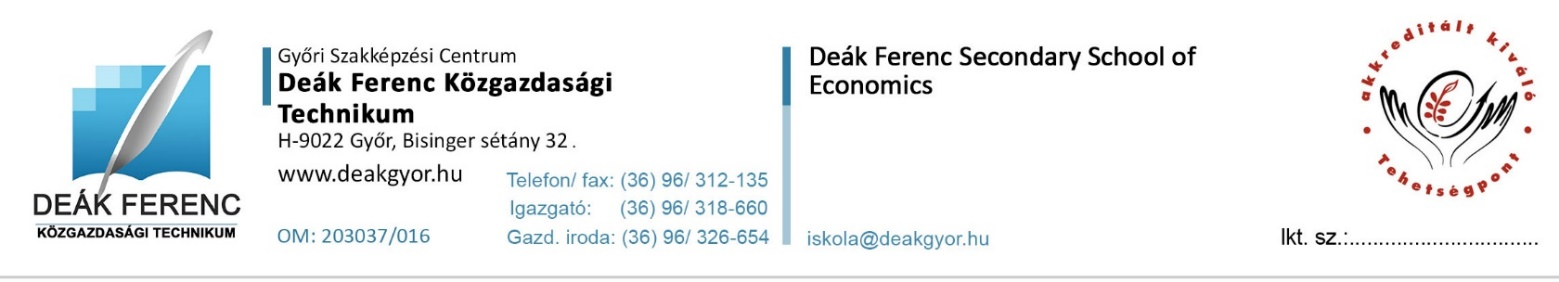 DEÁK FERENC
KÖZGAZDASÁGI TECHNIKUM
Győri Szakképzési Centrum
Deák Ferenc Közgazdasági
Technikum
H-9022 Győr, Bisinger sétány 32 .
www.deakgyor.hu
Telefon/ fax: (36) 96/ 312-135
Igazgató: (36) 96/ 318-660
OM: 203037/016
Gazd. iroda: (36) 96/ 326-654
Deák Ferenc Secondary School of
Economics
iskola@deakgyor.hu
akkreditált kiváló
Tehetségpont
Ikt. sz.:................................